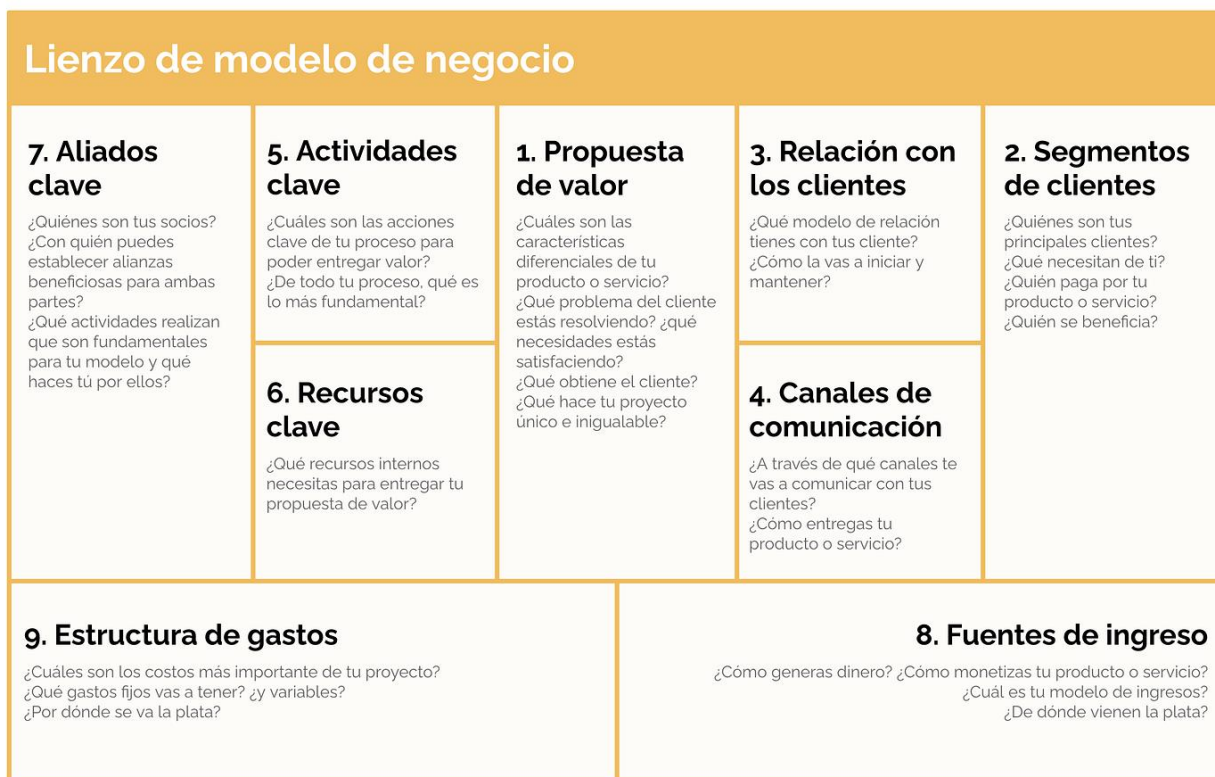 Lienzo de modelo de negocio
7. Aliados
clave
¿Quiénes son tus socios?
¿Con quién puedes
establecer alianzas
beneficiosas para ambas
partes?
¿Qué actividades realizan
que son fundamentales
para tu modelo y qué
haces tú por ellos?
5. Actividades
clave
¿Cuáles son las acciones
clave de tu proceso para
poder entregar valor?
¿De todo tu proceso, qué es
lo más fundamental?
6. Recursos
clave
¿Qué recursos internos
necesitas para entregar tu
propuesta de valor?
1. Propuesta
de valor
¿Cuáles son las
características
diferenciales de tu
producto o servicio?
¿Qué problema del cliente
estás resolviendo? ¿qué
necesidades estás
satisfaciendo?
¿Qué obtiene el cliente?
¿Qué hace tu proyecto
único e inigualable?
3. Relación con
los clientes
¿Qué modelo de relación
tienes con tus cliente?
¿Cómo la vas a iniciar y
mantener?
4. Canales de
comunicación
¿A través de qué canales te
vas a comunicar con tus
clientes?
¿Cómo entregas tu
producto o servicio?
2. Segmentos
de clientes
¿Quiénes son tus
principales clientes?
¿Qué necesitan de ti?
¿Quién paga por tu
producto o servicio?
¿Quién se beneficia?
9. Estructura de gastos
¿Cuáles son los costos más importante de tu proyecto?
¿Qué gastos fijos vas a tener? ¿y variables?
¿Por dónde se va la plata?
8. Fuentes de ingreso
¿Cómo generas dinero? ¿Cómo monetizas tu producto o servicio?
¿Cuál es tu modelo de ingresos?
¿De dónde vienen la plata?